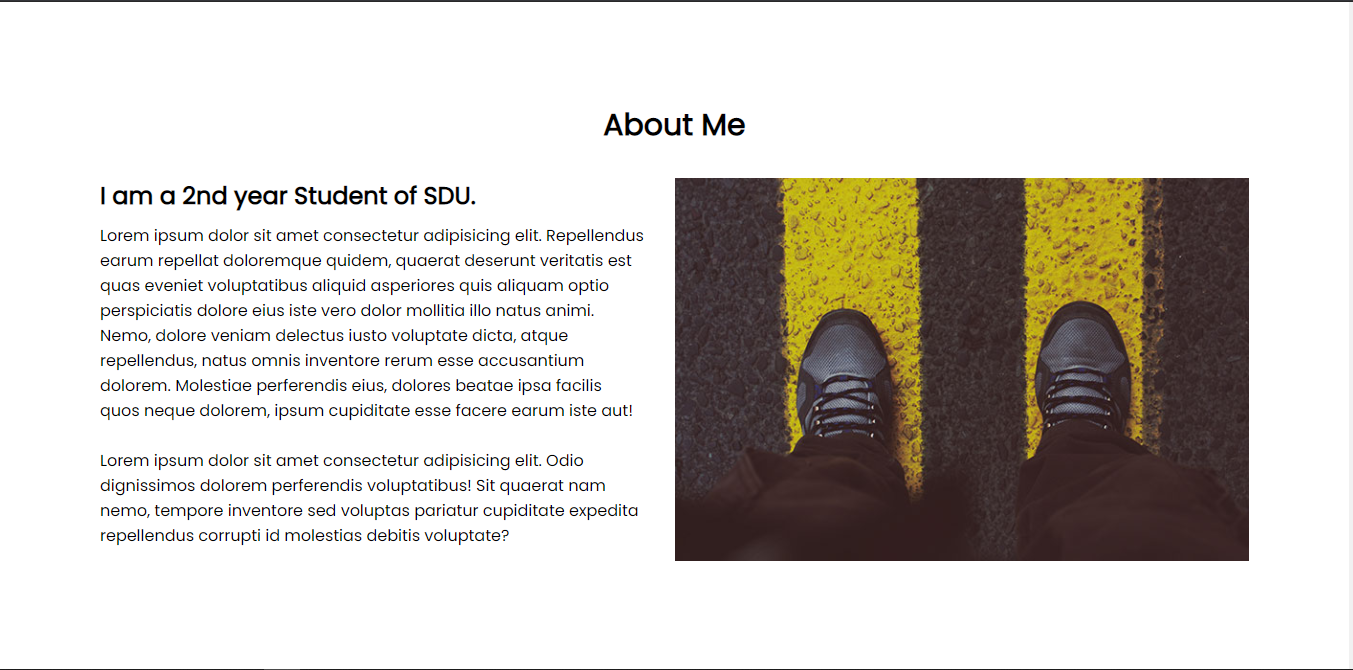 About Me
I am a 2nd year Student of SDU.
Lorem ipsum dolor sit amet consectetur adipisicing elit. Repellendus
earum repellat doloremque quidem, quaerat deserunt veritatis est
quas eveniet voluptatibus aliquid asperiores quis aliquam optio
perspiciatis dolore eius iste vero dolor mollitia illo natus animi.
Nemo, dolore veniam delectus iusto voluptate dicta, atque
repellendus, natus omnis inventore rerum esse accusantium
dolorem. Molestiae perferendis eius, dolores beatae ipsa facilis
quos neque dolorem, ipsum cupiditate esse facere earum iste aut!
Lorem ipsum dolor sit amet consectetur adipisicing elit. Odio
dignissimos dolorem perferendis voluptatibus! Sit quaerat nam
nemo, tempore inventore sed voluptas pariatur cupiditate expedita
repellendus corrupti id molestias debitis voluptate?